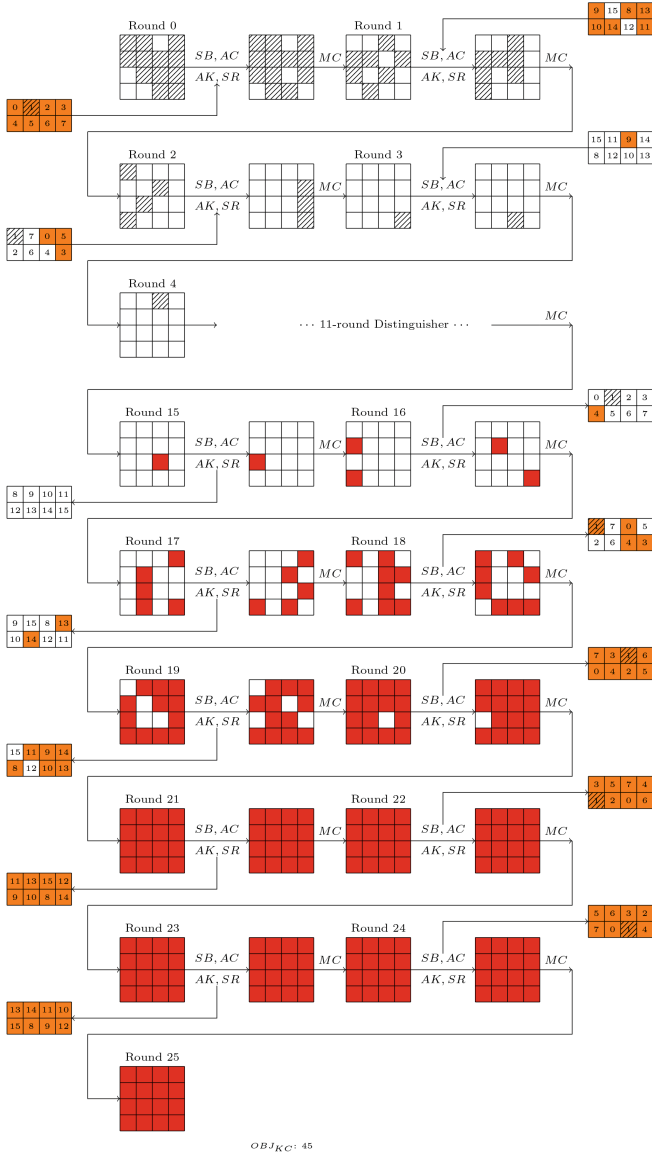 Round 0
Round 1
9 15 8 13
10 14 12 11
SB, AC
MC
SB, AC
MC
AK, SR
AK, SR
0 1 2 3
4 5 6 7
Round 2
Round 3
15 11 9 14
8 12 10 13
SB, AC
MC
SB, AC
MC
AK, SR
AK, SR
1 7 0 5
2 6 4 3
Round 4
MC
··· 11-round Distinguisher ···
Round 15
Round 16
0 1 2 3
4 5 6 7
SB, AC
MC
SB, AC
MC
AK, SR
AK, SR
8 9 10 11
12 13 14 15
Round 17
Round 18
1 7 0 5
2 6 4 3
SB, AC
MC
SB, AC
MC
AK, SR
AK, SR
9 15 8 13
10 14 12 11
Round 19
Round 20
7 3 1 6
0 4 2 5
SB, AC
MC
SB, AC
MC
AK, SR
AK, SR
15 11 9 14
8 12 10 13
Round 21
Round 22
3 5 7 4
1 2 0 6
SB, AC
MC
SB, AC
MC
AK, SR
AK, SR
11 13 15 12
9 10 8 14
Round 23
Round 24
5 6 3 2
7 0 1 4
SB, AC
MC
SB, AC
MC
AK, SR
AK, SR
13 14 11 10
15 8 9 12
Round 25
OBJ_KC: 45